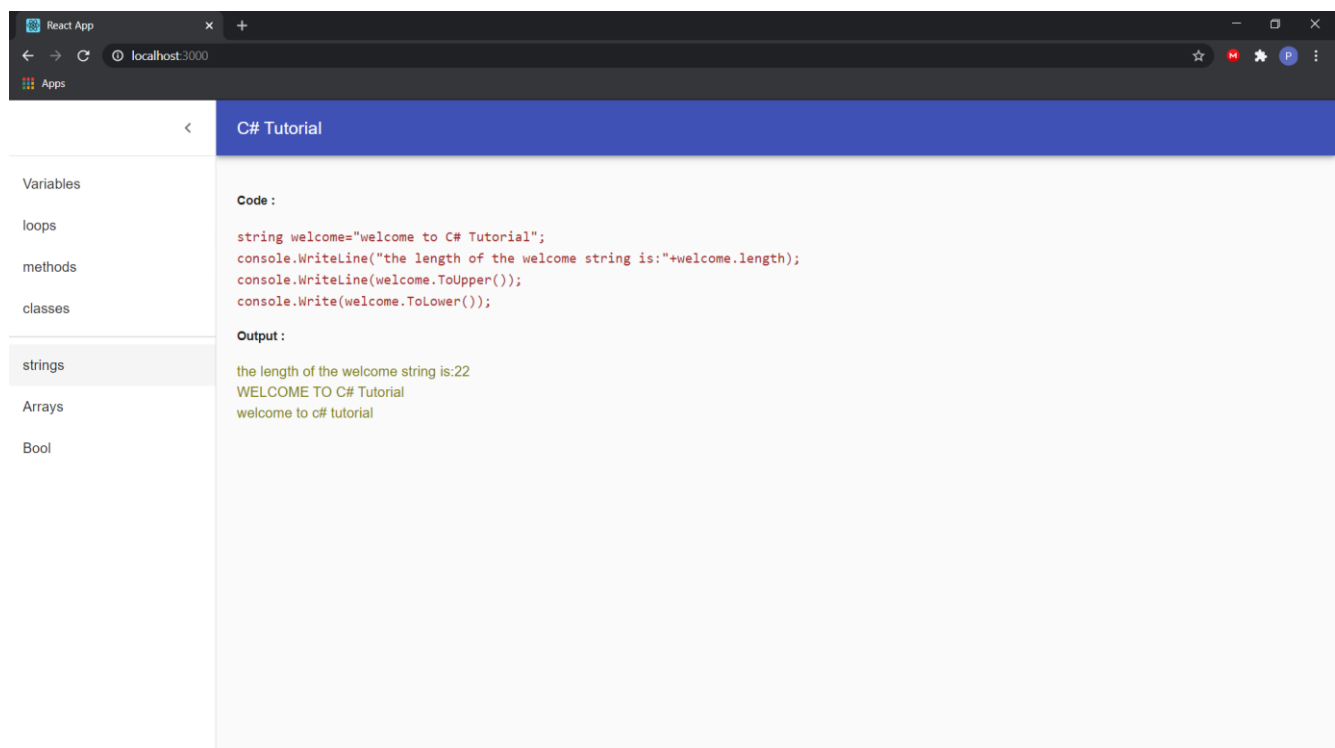 React App
localhost:3000
M
P
Apps
C# Tutorial
Variables
loops
methods
classes
strings
Arrays
Bool
Code :
string welcome="welcome to C# Tutorial";
console.WriteLine("the length of the welcome string is:"+welcome.length);
console.WriteLine(welcome.ToUpper());
console.Write(welcome.ToLower());
Output :
the length of the welcome string is:22
WELCOME TO C# Tutorial
welcome to c# tutorial